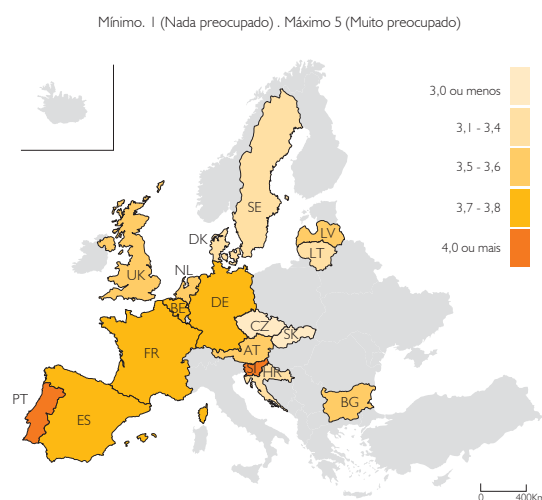 Mínimo. 1 (Nada preocupado) . Máximo 5 (Muito preocupado)
3,0 ou menos
3,1 - 3,4
3,5 - 3,6
3,7 - 3,8
4,0 ou mais
SE
DK
LV
LT
NL
UK
BE
DE
CZ
SK
FR
AT
SI
HR
PT
ES
BG
0 400Km